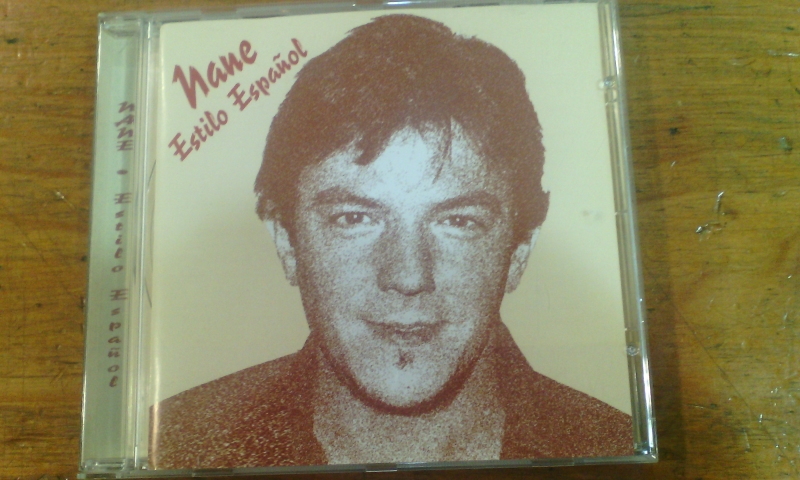 Nane
Estilo Español
NANE • Estilo Español